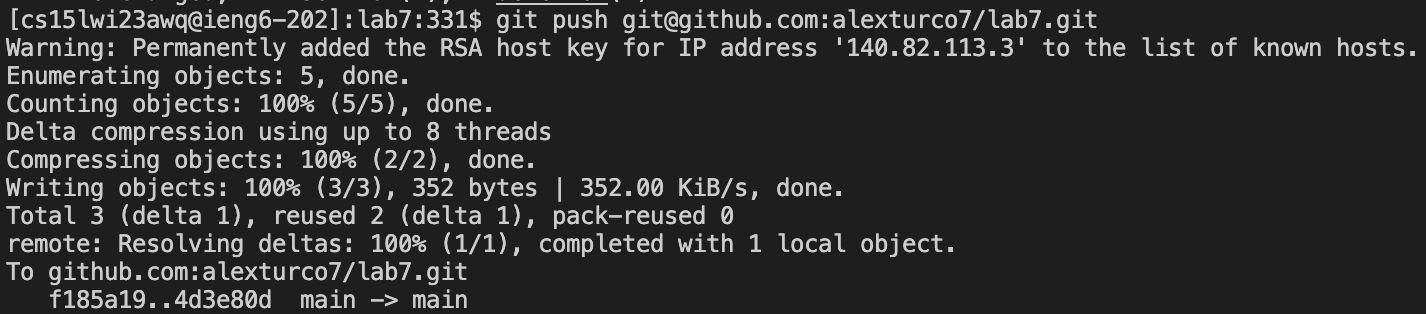 [cs15lwi23awq@ieng6-202]:lab7:331$ git push git@github.com:alexturco7/lab7.git
Warning: Permanently added the RSA host key for IP address '140.82.113.3' to the list of known hosts.
Enumerating objects: 5, done.
Counting objects: 100% (5/5), done.
Delta compression using up to 8 threads
Compressing objects: 100% (2/2), done.
Writing objects: 100% (3/3), 352 bytes | 352.00 KiB/s, done.
Total 3 (delta 1), reused 2 (delta 1), pack-reused 0
remote: Resolving deltas: 100% (1/1), completed with 1 local object.
To github.com:alexturco7/lab7.git
   f185a19..4d3e80d  main -> main